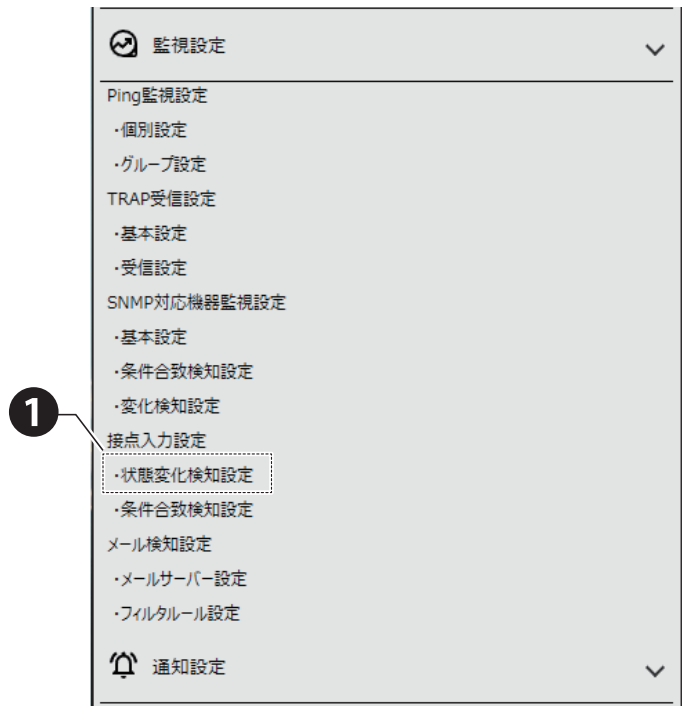 監視設定
Ping監視設定
・個別設定
・グループ設定
TRAP受信設定
・基本設定
・受信設定
SNMP対応機器監視設定
・基本設定
・条件合致検知設定
・変化検知設定
1
接点入力設定
・状態変化検知設定
・条件合致検知設定
メール検知設定
・メールサーバー設定
・フィルタルール設定
通知設定